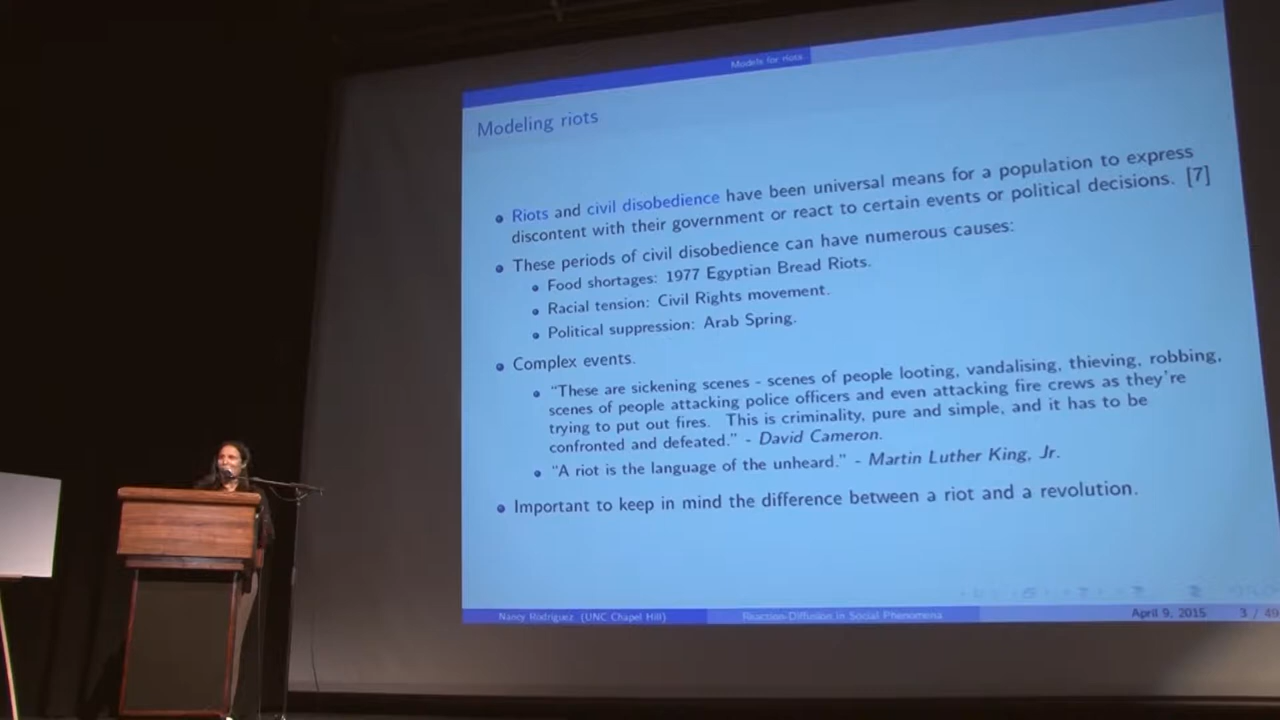 Models for riots
Modeling riots
Riots and civil disobedience have been universal means for a population to express
discontent with their government or react to certain events or political decisions. [7]
These periods of civil disobedience can have numerous causes:
Food shortages: 1977 Egyptian Bread Riots.
Racial tension: Civil Rights movement.
Political suppression: Arab Spring.
Complex events.
"These are sickening scenes - scenes of people looting, vandalising, thieving, robbing,
scenes of people attacking police officers and even attacking fire crews as they're
trying to put out fires. This is criminality, pure and simple, and it has to be
confronted and defeated." - David Cameron.
"A riot is the language of the unheard." - Martin Luther King, Jr.
Important to keep in mind the difference between a riot and a revolution.
Nancy Rodriguez (UNC Chapel Hill) Reaction-Diffusion in Social Phenomena April 9, 2015 3 / 49